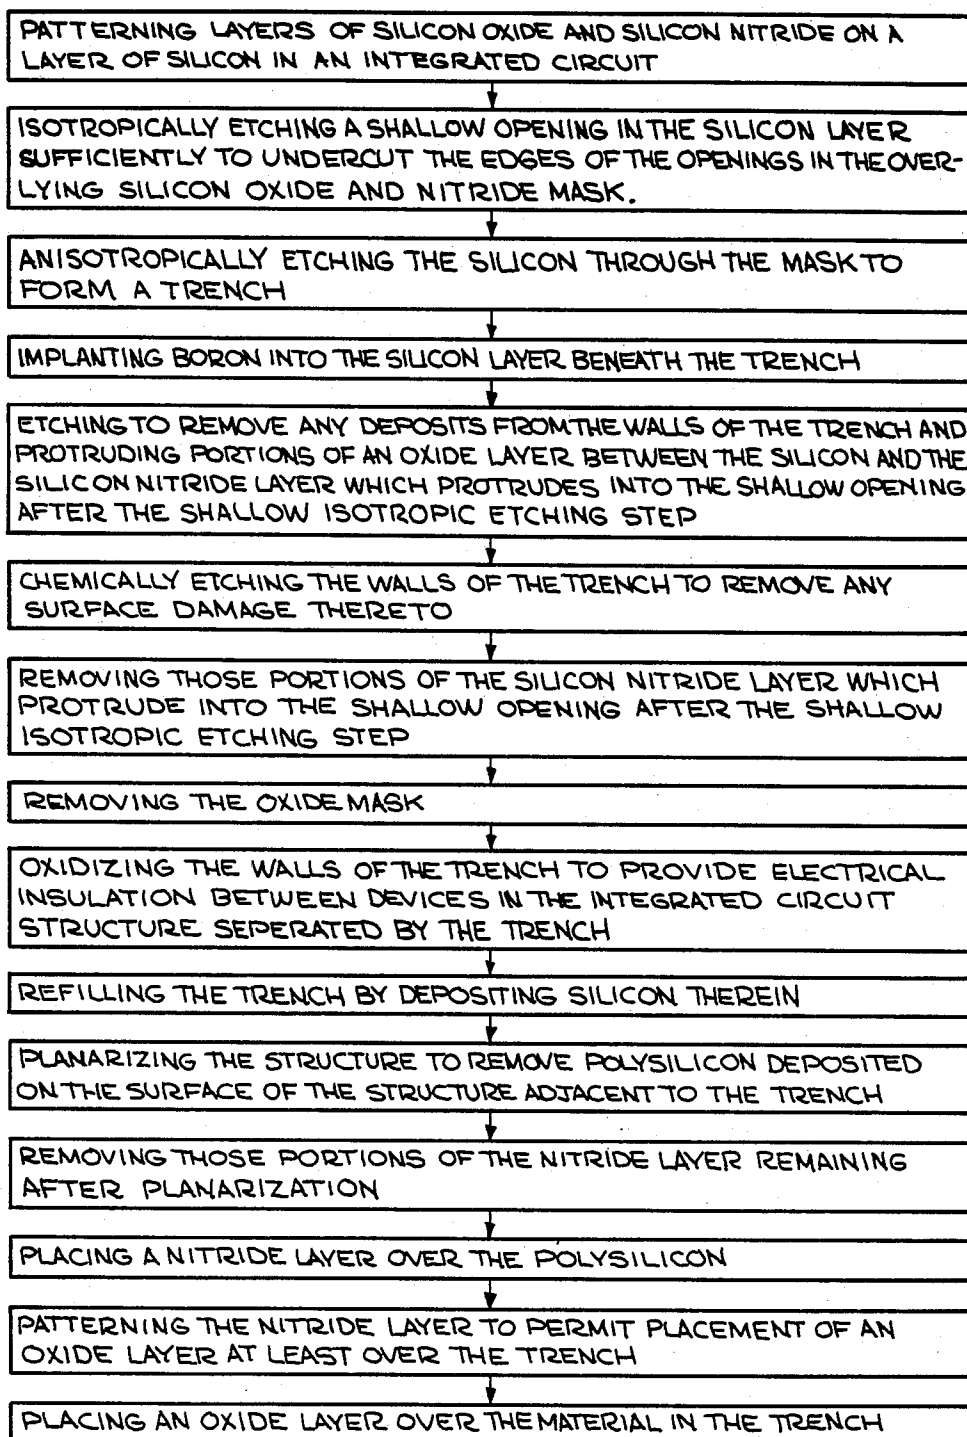 PATTERNING LAYERS OF SILICON OXIDE AND SILICON NITRIDE ON A
LAYER OF SILICON IN AN INTEGRATED CIRCUIT
ISOTROPICALLY ETCHING A SHALLOW OPENING IN THE SILICON LAYER
SUFFICIENTLY TO UNDERCUT THE EDGES OF THE OPENINGS IN THE OVER-
LYING SILICON OXIDE AND NITRIDE MASK.
ANISOTROPICALLY ETCHING THE SILICON THROUGH THE MASK TO
FORM A TRENCH
IMPLANTING BORON INTO THE SILICON LAYER BENEATH THE TRENCH
ETCHING TO REMOVE ANY DEPOSITS FROM THE WALLS OF THE TRENCH AND
PROTRUDING PORTIONS OF AN OXIDE LAYER BETWEEN THE SILICON AND THE
SILICON NITRIDE LAYER WHICH PROTRUDES INTO THE SHALLOW OPENING
AFTER THE SHALLOW ISOTROPIC ETCHING STEP
CHEMICALLY ETCHING THE WALLS OF THE TRENCH TO REMOVE ANY
SURFACE DAMAGE THERETO
REMOVING THOSE PORTIONS OF THE SILICON NITRIDE LAYER WHICH
PROTRUDE INTO THE SHALLOW OPENING AFTER THE SHALLOW
ISOTROPIC ETCHING STEP
REMOVING THE OXIDE MASK
OXIDIZING THE WALLS OF THE TRENCH TO PROVIDE ELECTRICAL
INSULATION BETWEEN DEVICES IN THE INTEGRATED CIRCUIT
STRUCTURE SEPERATED BY THE TRENCH
REFILLING THE TRENCH BY DEPOSITING SILICON THEREIN
PLANARIZING THE STRUCTURE TO REMOVE POLYSILICON DEPOSITED
ON THE SURFACE OF THE STRUCTURE ADJACENT TO THE TRENCH
REMOVING THOSE PORTIONS OF THE NITRIDE LAYER REMAINING
AFTER PLANARIZATION
PLACING A NITRIDE LAYER OVER THE POLYSILICON
PATTERNING THE NITRIDE LAYER TO PERMIT PLACEMENT OF AN
OXIDE LAYER AT LEAST OVER THE TRENCH
PLACING AN OXIDE LAYER OVER THE MATERIAL IN THE TRENCH